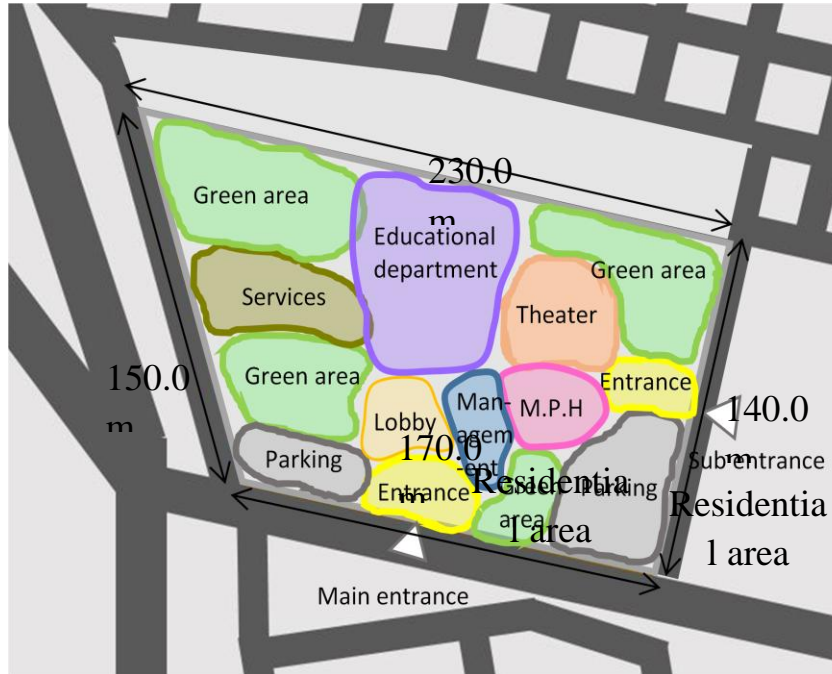 230.0
m
Green area
Educational
department
Green area
Services
Theater
Green area
150.0
m
Entrance
Lobby
Man-
agem
-ent
M.P.H
140.0
m
Sub entrance
Parking
170.0
m
Entrance
Green
area
Parking
Residentia
l area
Residentia
l area
Main entrance